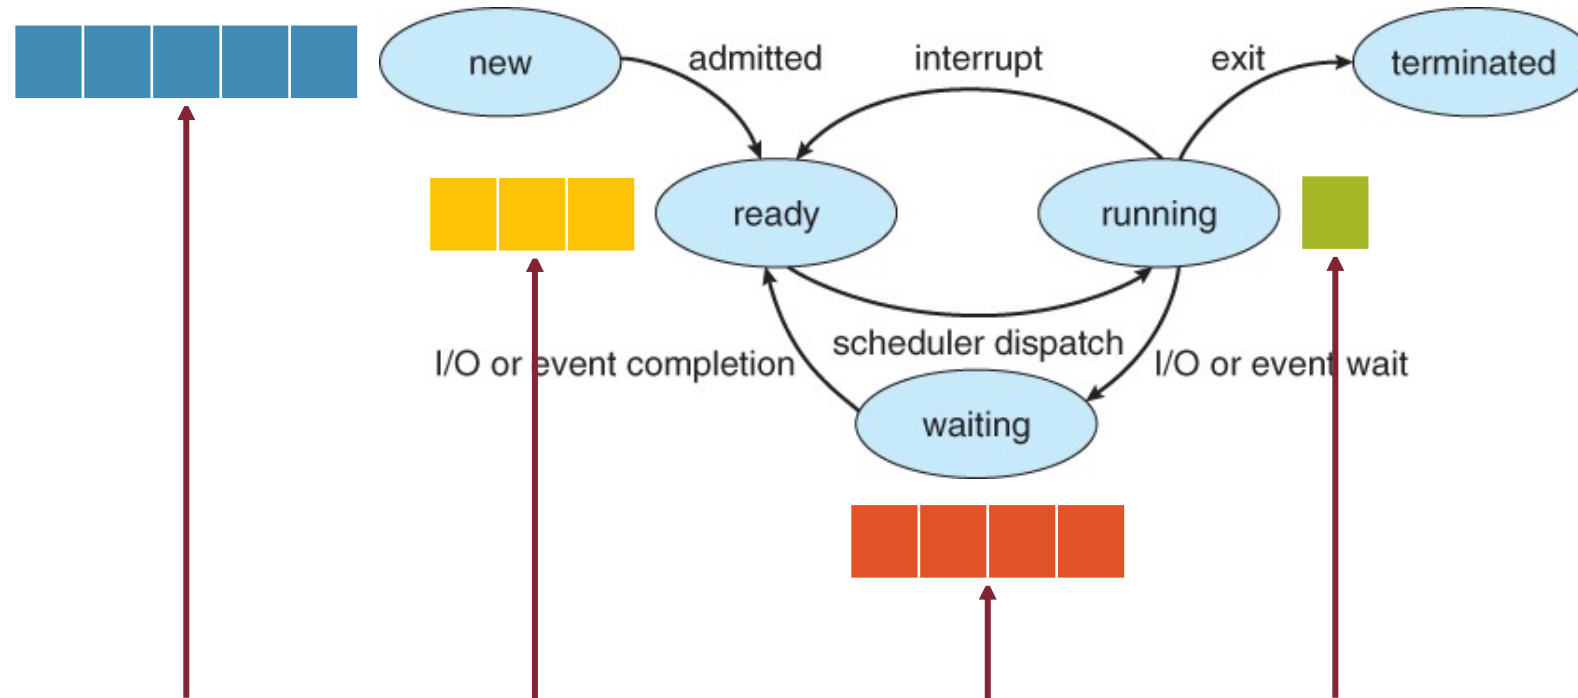 new
admitted
interrupt
exit
terminated
ready
running
scheduler dispatch
I/O or event completion
I/O or event wait
waiting